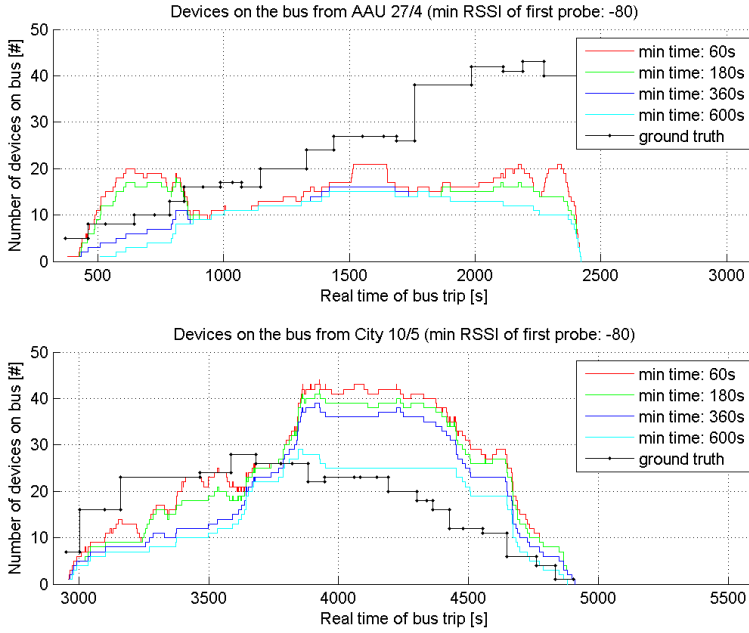 Devices on the bus from AAU 27/4 (min RSSI of first probe: -80)
Number of devices on bus [#]
50
40
30
20
10
0
500
1000
1500
2000
2500
3000
Real time of bus trip [s]
min time: 60s
min time: 180s
min time: 360s
min time: 600s
ground truth
Devices on the bus from City 10/5 (min RSSI of first probe: -80)
Number of devices on bus [#]
50
40
30
20
10
0
3000
3500
4000
4500
5000
5500
Real time of bus trip [s]
min time: 60s
min time: 180s
min time: 360s
min time: 600s
ground truth